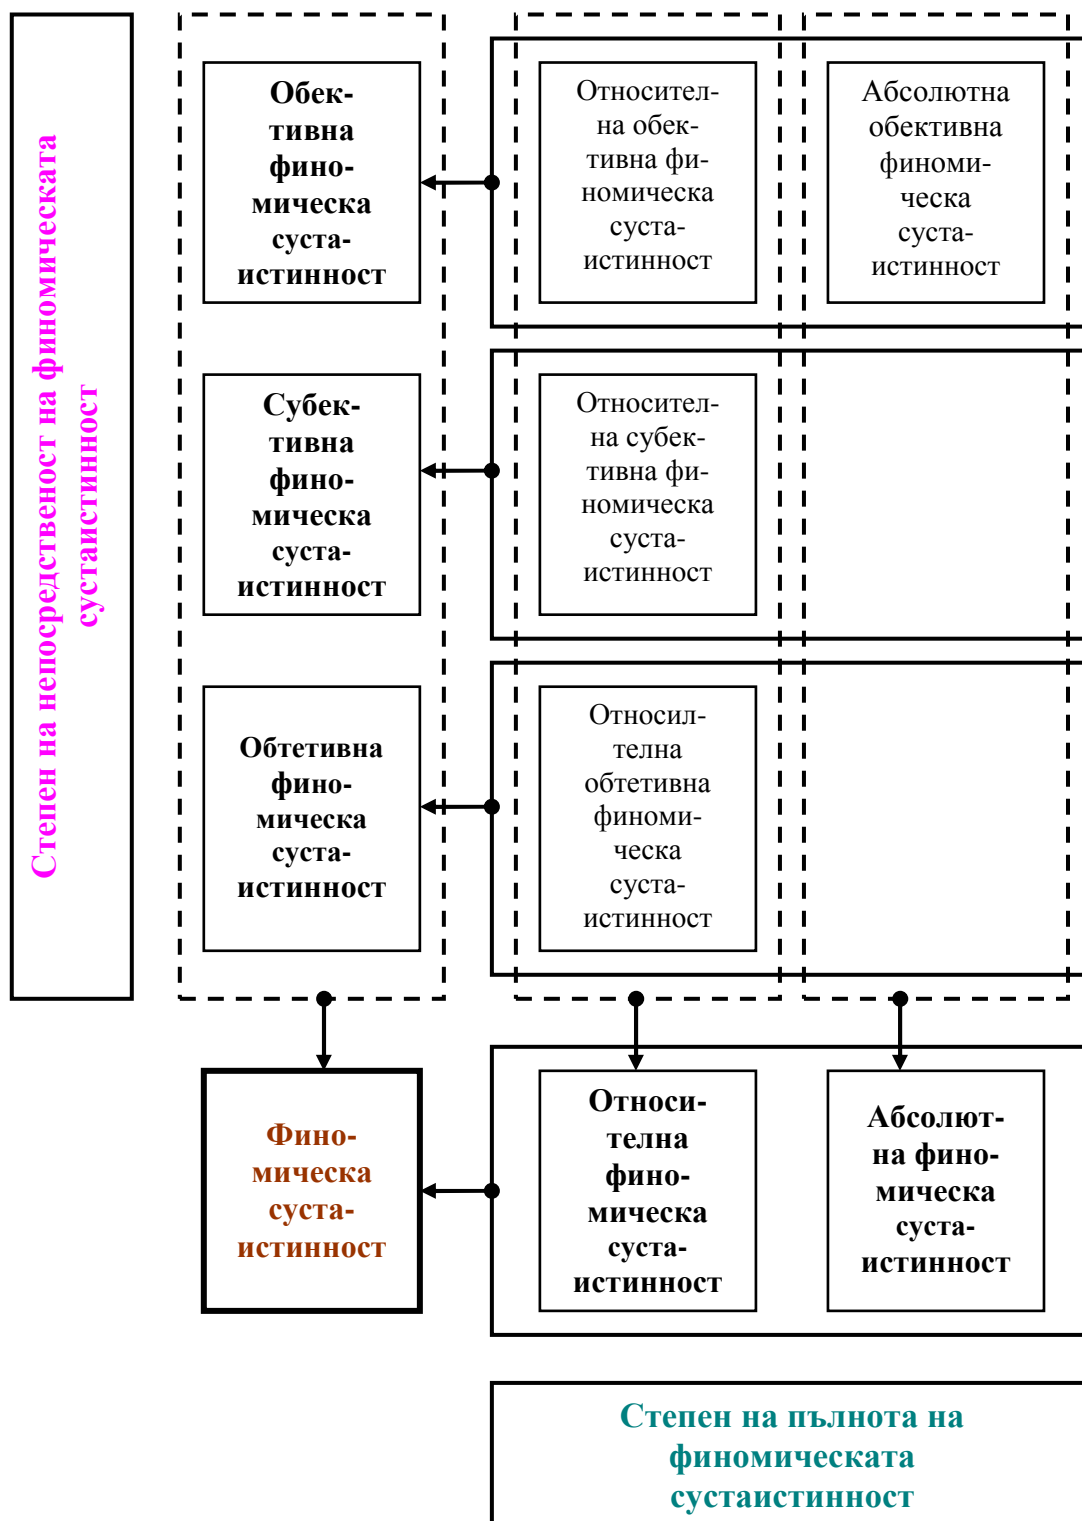 Степен на непосредственост на финомическата
сустаистинност
Обек-
тивна
фино-
мическа
суста-
истинност
Относител-
на обек-
тивна фи-
номическа
суста-
истинност
Абсолютна
обективна
финоми-
ческа
суста-
истинност
Субек-
тивна
фино-
мическа
суста-
истинност
Относител-
на субек-
тивна фи-
номическа
суста-
истинност
Обтетивна
фино-
мическа
суста-
истинност
Относил-
телна
обтетивна
финоми-
ческа
суста-
истинност
Фино-
мическа
суста-
истинност
Относи-
телна
фино-
мическа
суста-
истинност
Абсолют-
на фино-
мическа
суста-
истинност
Степен на пълнота на
финомическата
сустаистинност